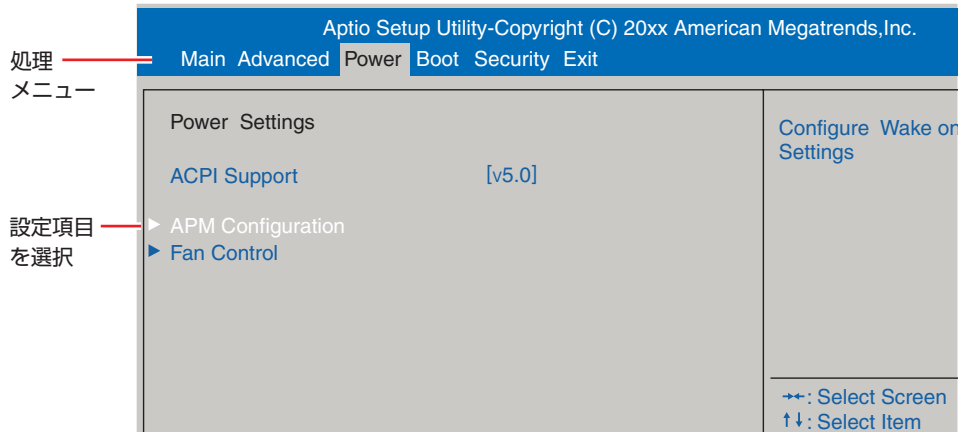 Aptio Setup Utility-Copyright (C) 20xx American Megatrends,Inc.
処理
メニュー
Main Advanced Power Boot Security Exit
Power Settings
ACPI Support [v5.0]
設定項目
を選択
▶ APM Configuration
▶ Fan Control
Configure Wake on
Settings
→←: Select Screen
↑↓: Select Item